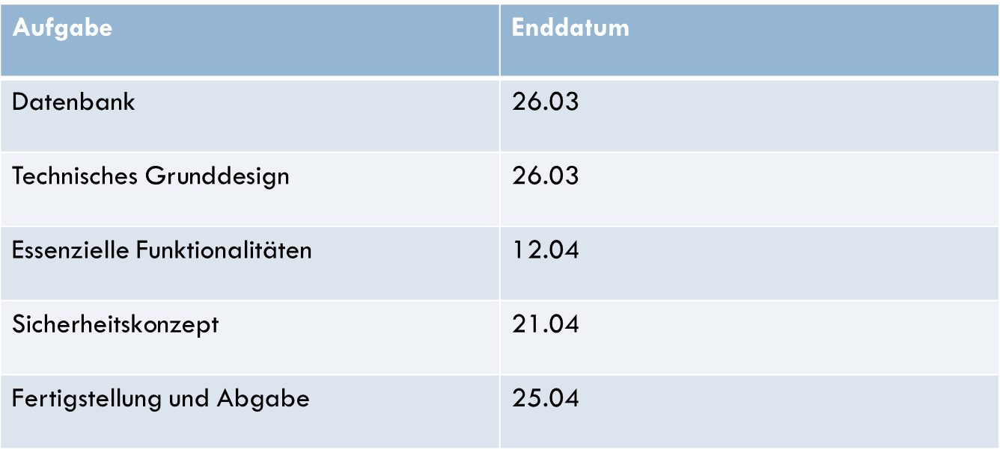 Aufgabe Enddatum
Datenbank 26.03
Technisches Grunddesign 26.03
Essenzielle Funktionalitäten 12.04
Sicherheitskonzept 21.04
Fertigstellung und Abgabe 25.04